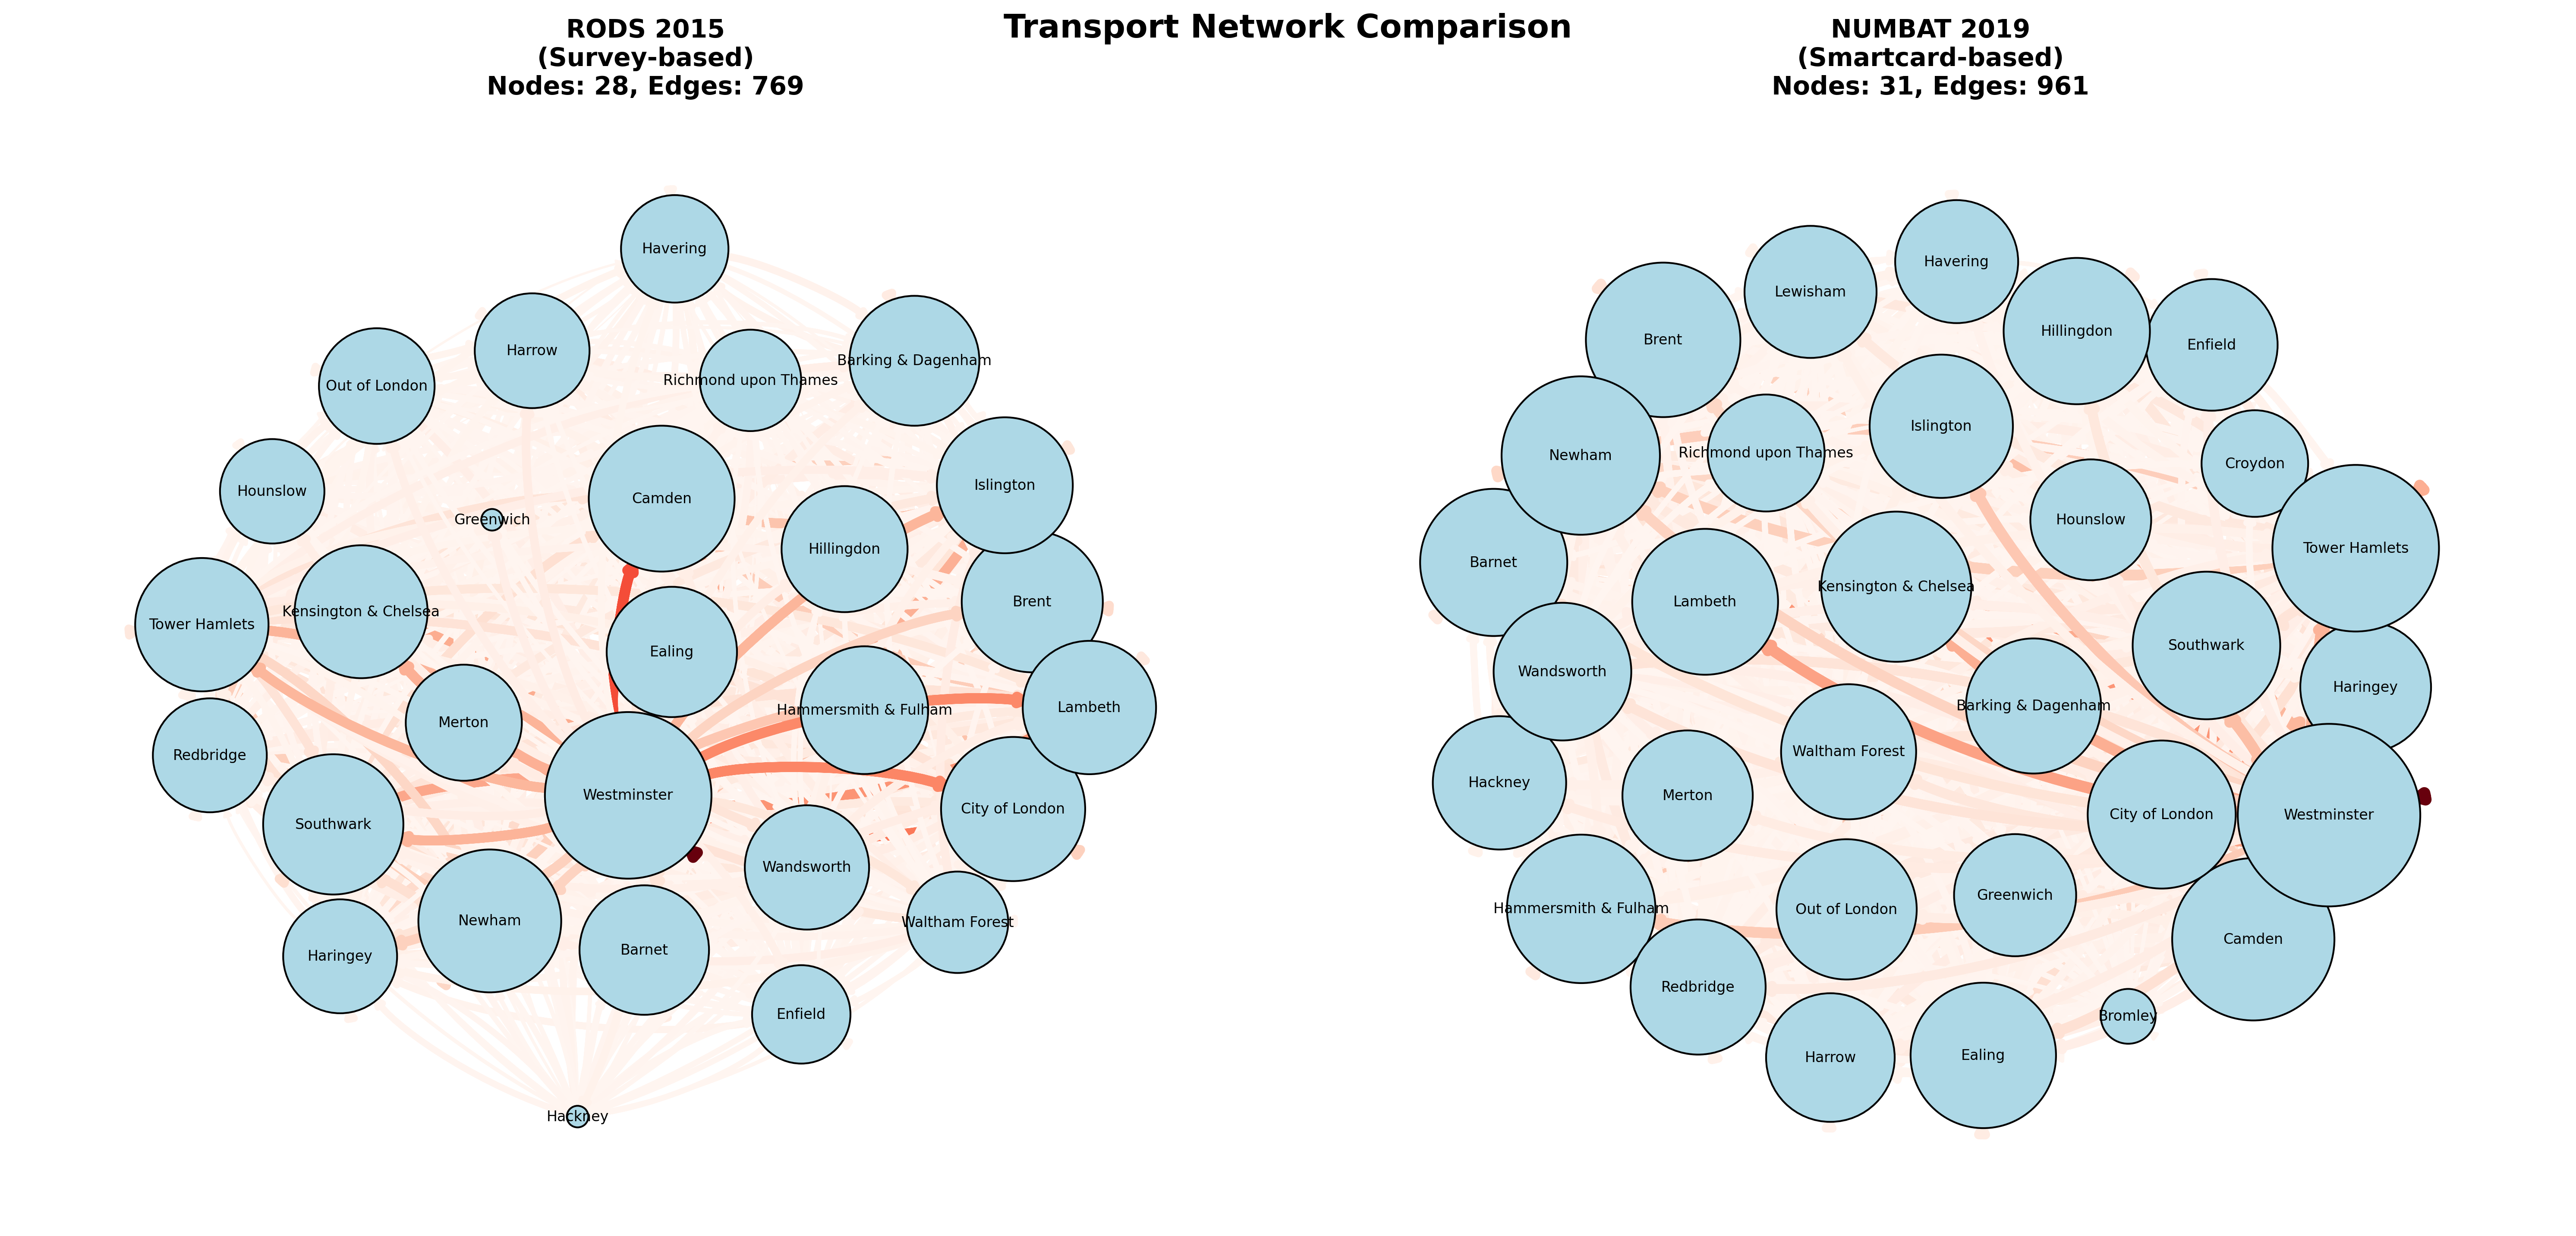 Transport Network Comparison
RODS 2015
(Survey-based)
Nodes: 28, Edges: 769
Havering
Harrow
Barking & Dagenham
Richmond upon Thames
Out of London
Islington
Hounslow
Camden
Greenwich
Hillingdon
Brent
Kensington & Chelsea
Tower Hamlets
Ealing
Lambeth
Hammersmith & Fulham
Merton
Redbridge
Westminster
City of London
Southwark
Wandsworth
Newham
Waltham Forest
Barnet
Haringey
Enfield
Hackney
NUMBAT 2019
(Smartcard-based)
Nodes: 31, Edges: 961
Havering
Lewisham
Hillingdon
Brent
Enfield
Islington
Richmond upon Thames
Newham
Croydon
Hounslow
Tower Hamlets
Barnet
Kensington & Chelsea
Lambeth
Southwark
Wandsworth
Haringey
Barking & Dagenham
Waltham Forest
Hackney
Merton
City of London
Westminster
Greenwich
Hammersmith & Fulham
Out of London
Camden
Redbridge
Bromley
Ealing
Harrow